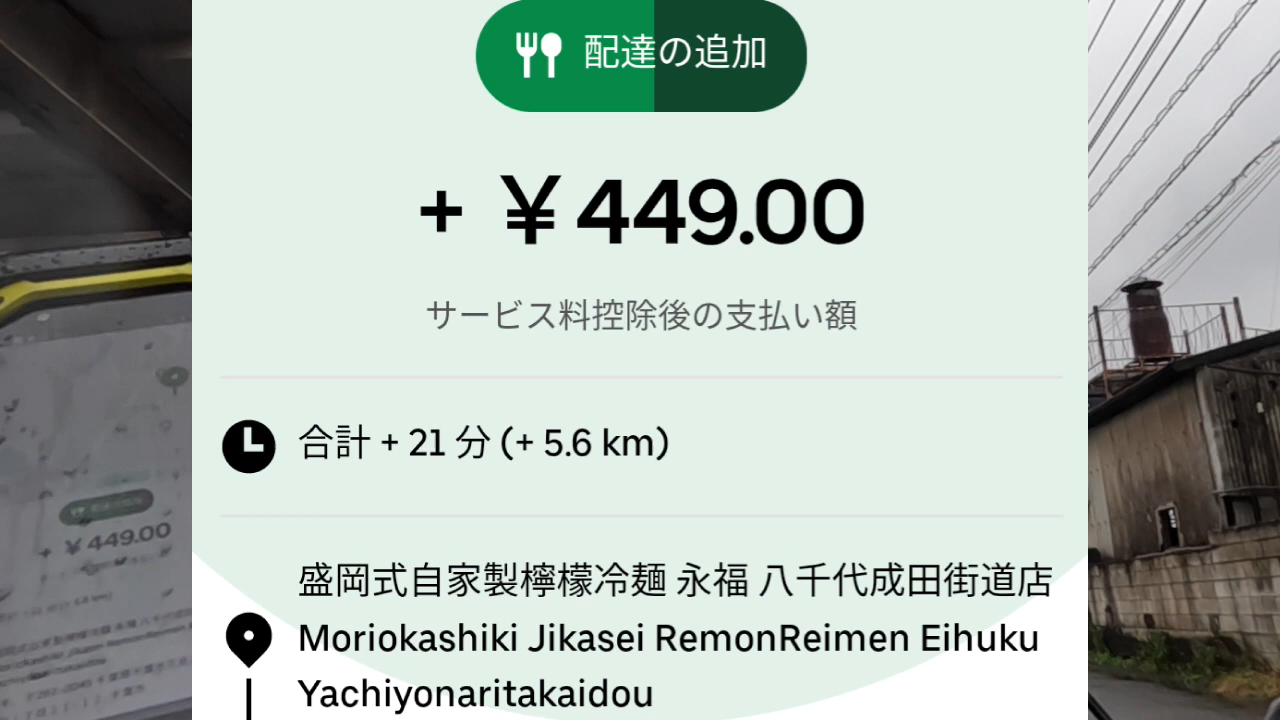 配達の追加
+ ￥449.00
サービス料控除後の支払い額
合計 + 21 分 (+ 5.6 km)
盛岡式自家製檸檬冷麺 永福 八千代成田街道店
Moriokashiki Jikasei RemonReimen Eihuku
Yachiyonaritakaidou
+ ￥449.00